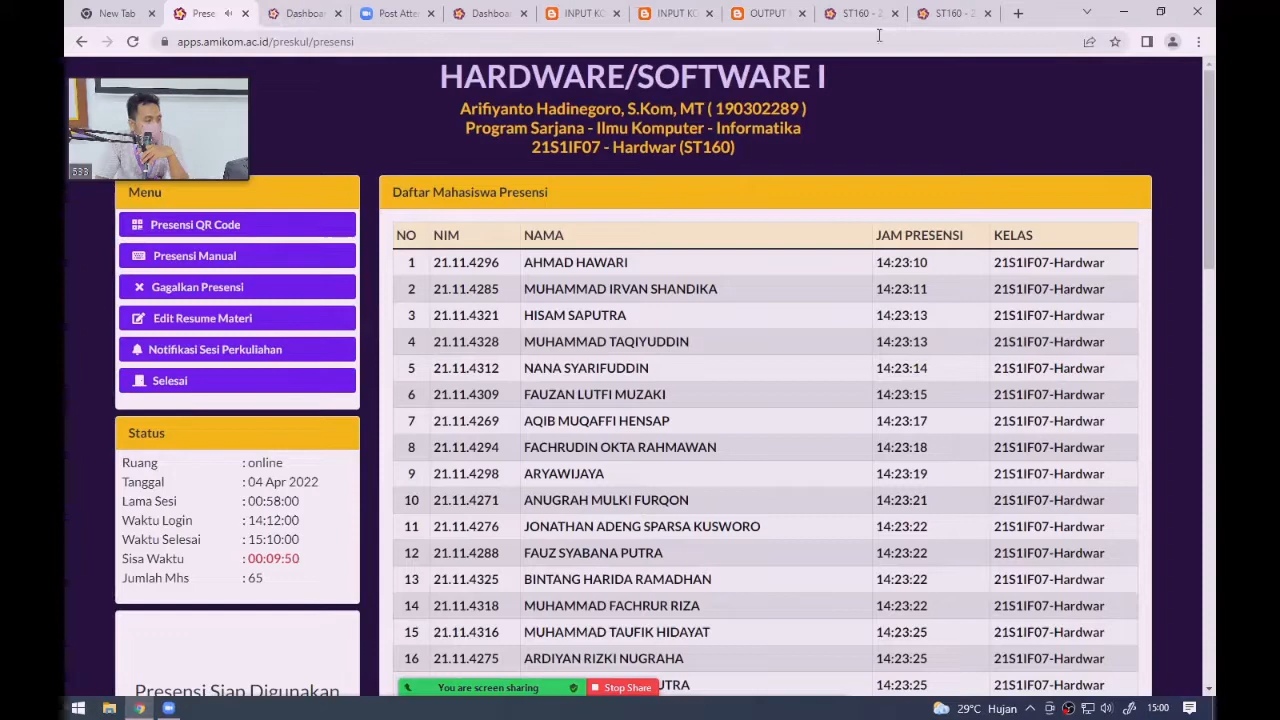 New Tab
Prese
Dashboar
Post Atte
Dashboa
INPUT KO
INPUT KO
OUTPUT
ST160 - 2
ST160 - 2
apps.amikom.ac.id/preskul/presensi
HARDWARE/SOFTWARE I
Arifiyanto Hadinegoro, S.Kom, MT ( 190302289 )
Program Sarjana - Ilmu Komputer - Informatika
21S1IF07 - Hardwar (ST160)
Menu
Presensi QR Code
Presensi Manual
Gagalkan Presensi
Edit Resume Materi
Notifikasi Sesi Perkuliahan
Selesai
Status
Ruang : online
Tanggal : 04 Apr 2022
Lama Sesi : 00:58:00
Waktu Login : 14:12:00
Waktu Selesai : 15:10:00
Sisa Waktu : 00:09:50
Jumlah Mhs : 65
Presensi Siap Digunakan
Daftar Mahasiswa Presensi
NO NIM NAMA JAM PRESENSI KELAS
1 21.11.4296 AHMAD HAWARI 14:23:10 21S1IF07-Hardwar
2 21.11.4285 MUHAMMAD IRVAN SHANDIKA 14:23:11 21S1IF07-Hardwar
3 21.11.4321 HISAM SAPUTRA 14:23:13 21S1IF07-Hardwar
4 21.11.4328 MUHAMMAD TAQIYUDDIN 14:23:13 21S1IF07-Hardwar
5 21.11.4312 NANA SYARIFUDDIN 14:23:14 21S1IF07-Hardwar
6 21.11.4309 FAUZAN LUTFI MUZAKI 14:23:15 21S1IF07-Hardwar
7 21.11.4299 AQIB MUQAFFI HENSAP 14:23:17 21S1IF07-Hardwar
8 21.11.4294 FACHRUDIN OKTA RAHMAWAN 14:23:18 21S1IF07-Hardwar
9 21.11.4298 ARYAWIJAYA 14:23:19 21S1IF07-Hardwar
10 21.11.4271 ANUGRAH MULKI FURQON 14:23:21 21S1IF07-Hardwar
11 21.11.4276 JONATHAN ADENG SPARSA KUSWORO 14:23:22 21S1IF07-Hardwar
12 21.11.4288 FAUZ SYABANA PUTRA 14:23:22 21S1IF07-Hardwar
13 21.11.4325 BINTANG HARIDA RAMADHAN 14:23:22 21S1IF07-Hardwar
14 21.11.4318 MUHAMMAD FACHRUR RIZA 14:23:22 21S1IF07-Hardwar
15 21.11.4316 MUHAMMAD TAUFIK HIDAYAT 14:23:25 21S1IF07-Hardwar
16 21.11.4275 ARDIYAN RIZKI NUGRAHA 14:23:25 21S1IF07-Hardwar
UTRA 14:23:25 21S1IF07-Hardwar
You are screen sharing
Stop Share
29°C Hujan
15:00